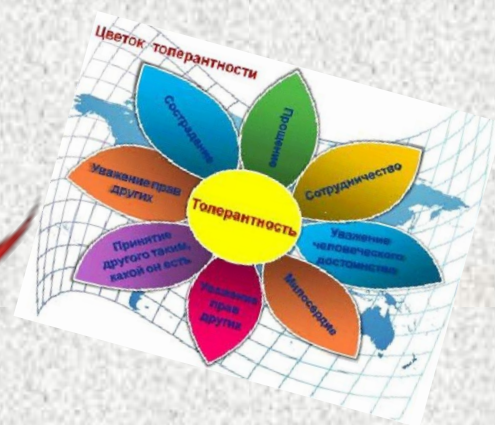 Цветок толерантности
Сострадание
Прощение
Сотрудничество
Уважение прав
других
Толерантность
Уважение
человеческого
достоинства
Принятие
другого таким,
какой он есть
Уважение
прав
других
Милосердие